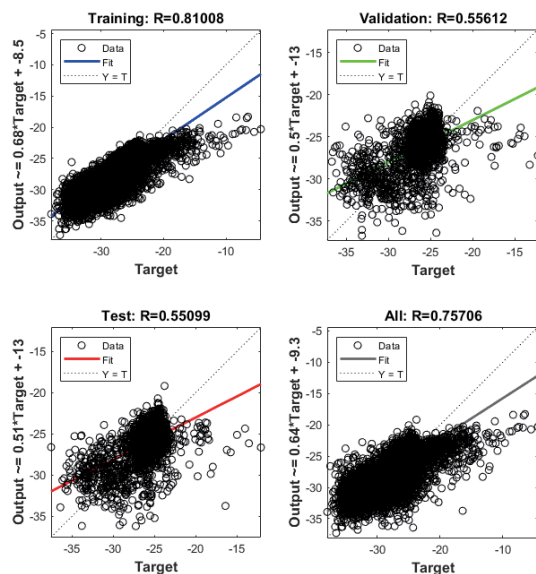 Training: R=0.81008
Output ~= 0.68*Target + -8.5
-5
-10
-15
-20
-25
-30
-35
Data
Fit
Y = T
-30
-20
-10
Target
Validation: R=0.55612
Output ~= 0.5*Target + -13
-15
-20
-25
-30
-35
Data
Fit
Y = T
-35
-30
-25
-20
-15
Target
Test: R=0.55099
Output ~= 0.51*Target + -13
-15
-20
-25
-30
-35
Data
Fit
Y = T
-35
-30
-25
-20
-15
Target
All: R=0.75706
Output ~= 0.64*Target + -9.3
-5
-10
-15
-20
-25
-30
-35
Data
Fit
Y = T
-30
-20
-10
Target